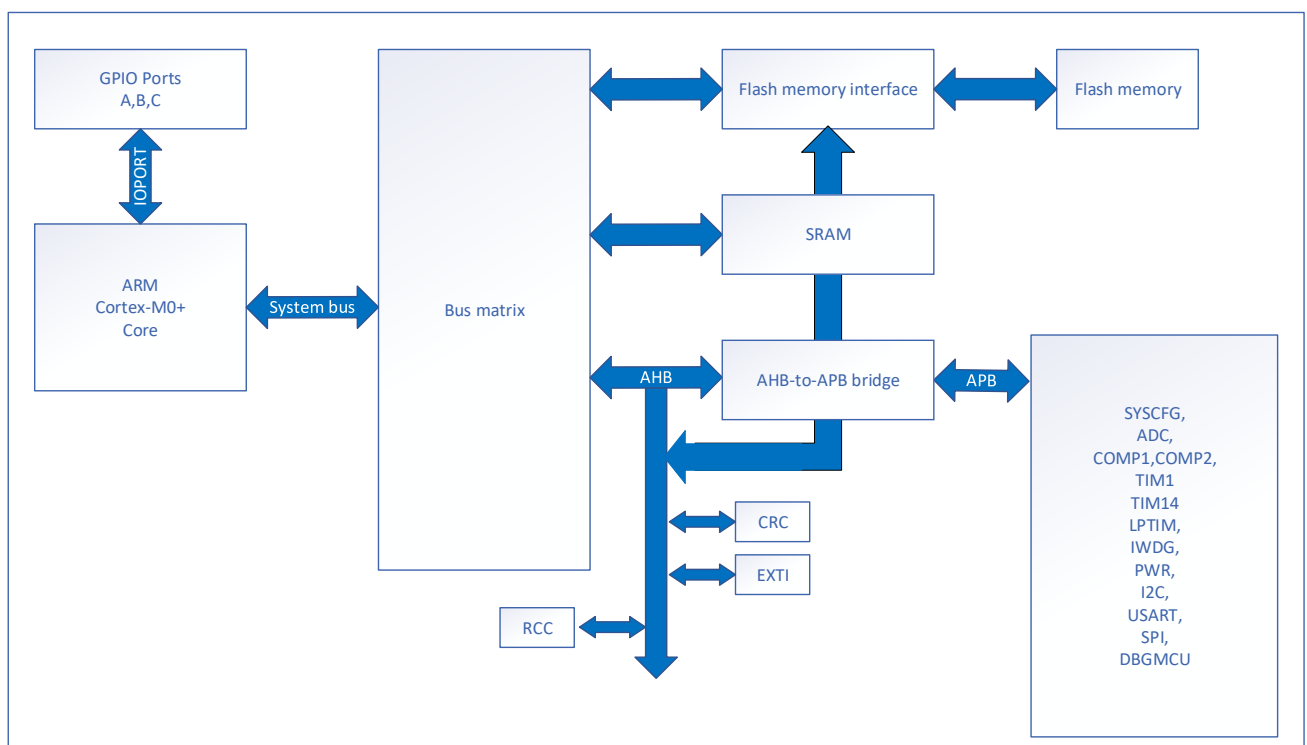 GPIO Ports
A,B,C
IOPORT
ARM
Cortex-M0+
Core
System bus
Bus matrix
Flash memory interface
Flash memory
SRAM
AHB
AHB-to-APB bridge
APB
SYSCFG,
ADC,
COMP1,COMP2,
TIM1
TIM14
LPTIM,
IWDG,
PWR,
I2C,
USART,
SPI,
DBGMCU
CRC
EXTI
RCC